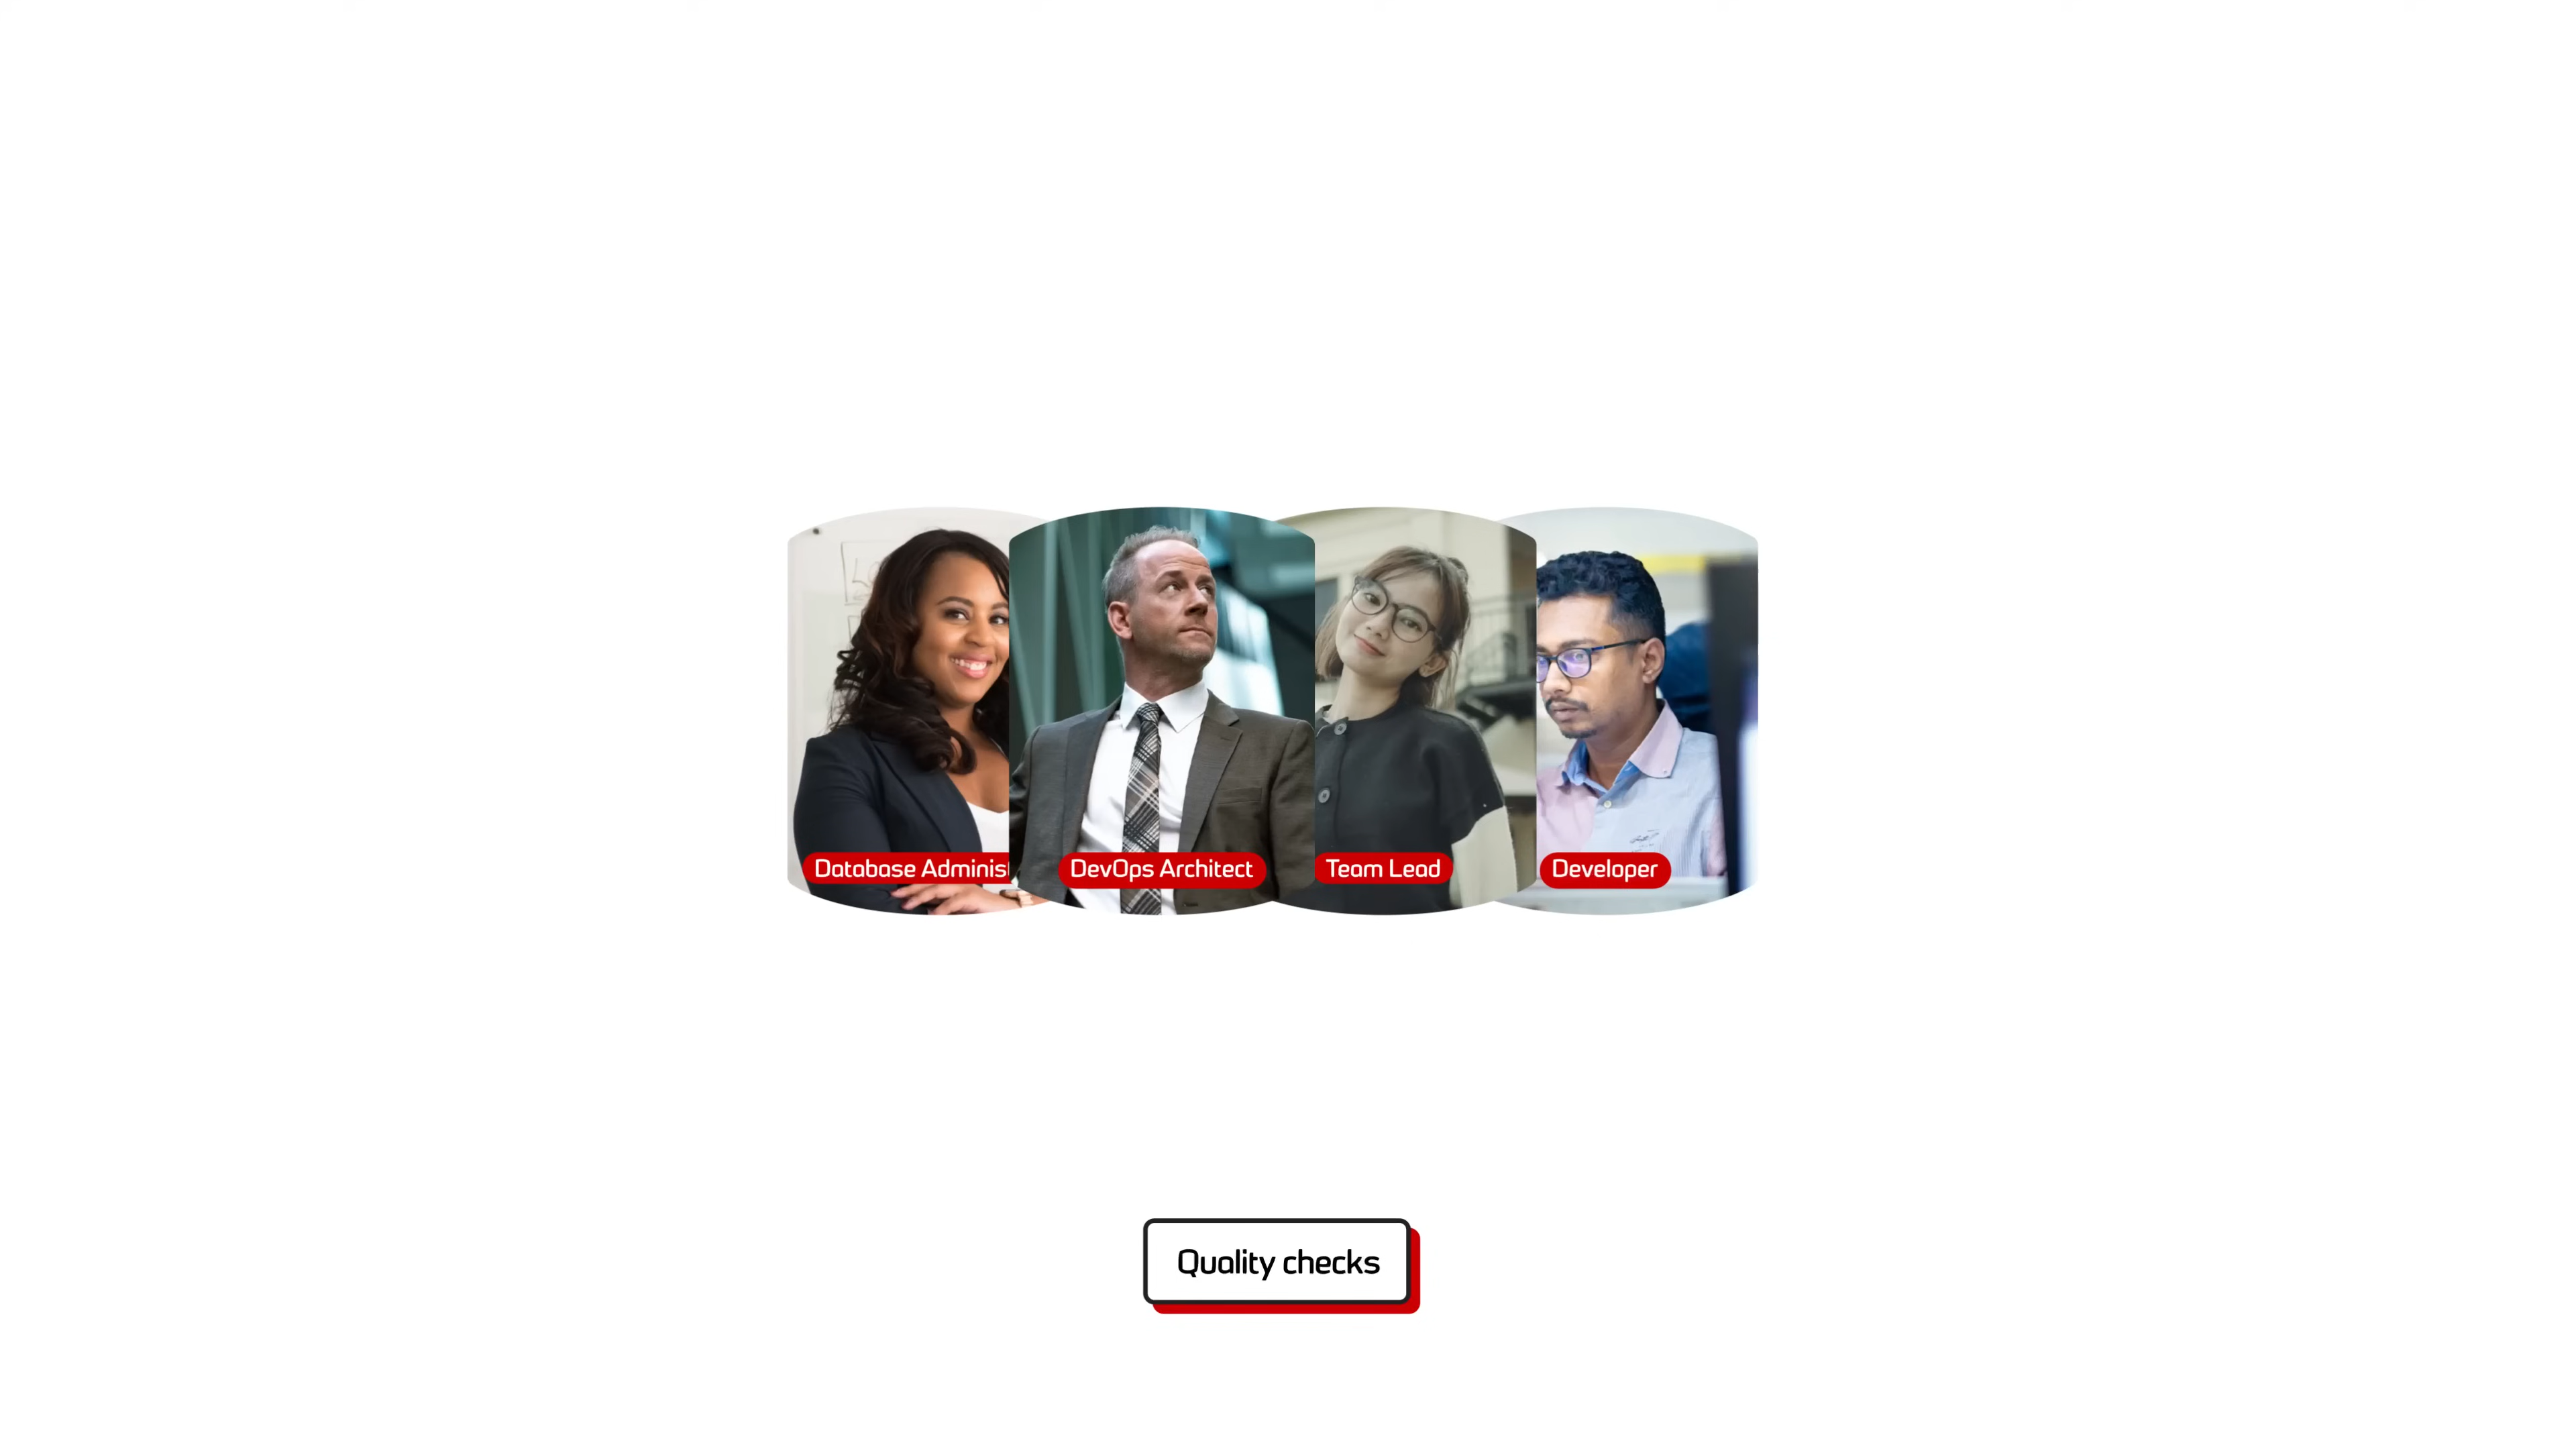 Database Adminis
DevOps Architect
Team Lead
Developer
Quality checks